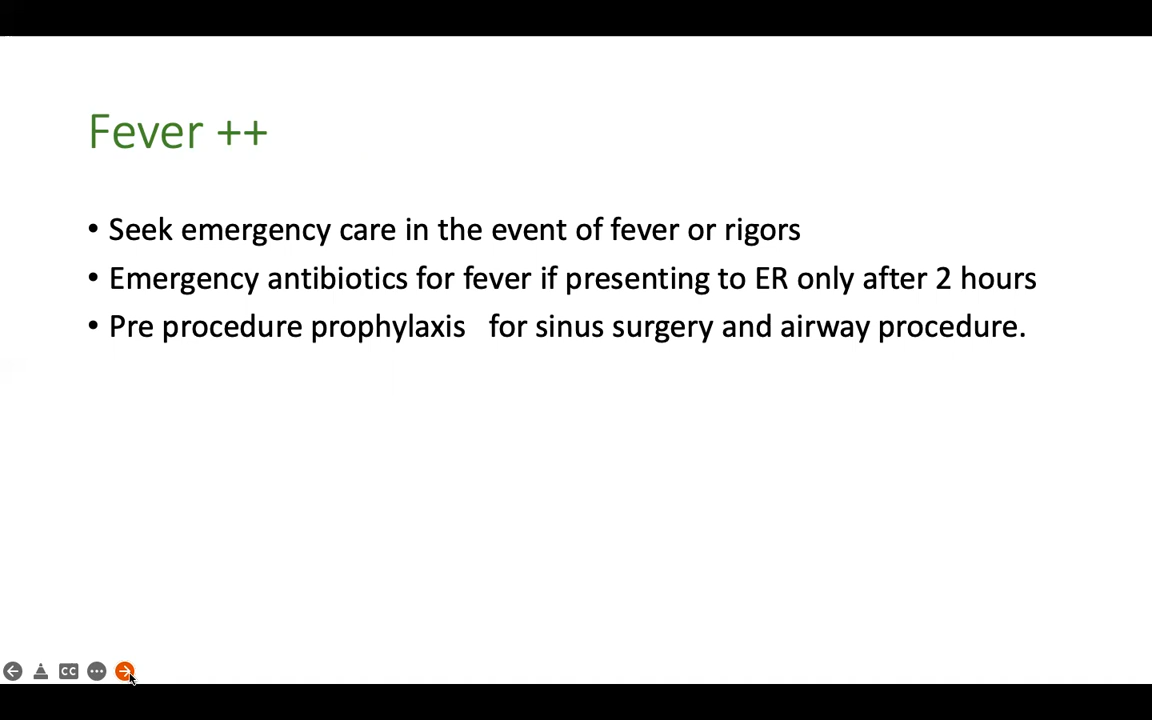 Fever ++
• Seek emergency care in the event of fever or rigors
• Emergency antibiotics for fever if presenting to ER only after 2 hours
• Pre procedure prophylaxis   for sinus surgery and airway procedure.
CC